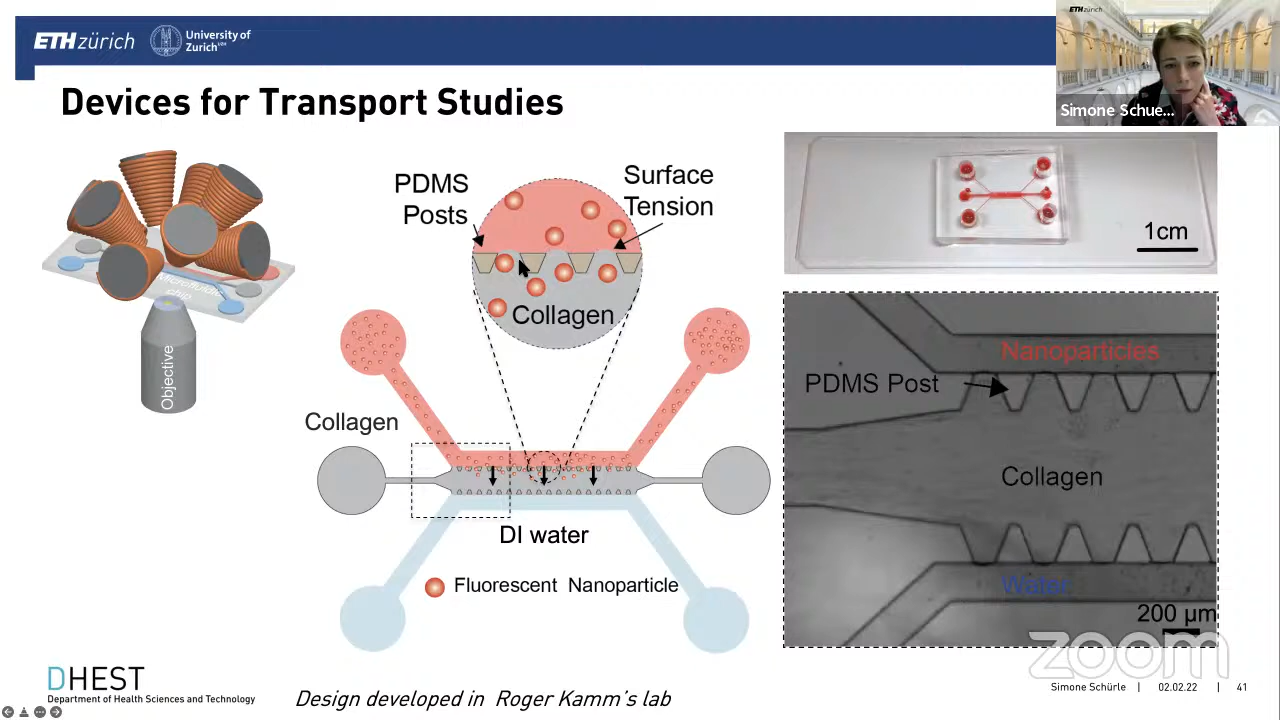 ETH zürich
University of
Zurich
ETH zürich
Simone Schue...
Devices for Transport Studies
Objective
PDMS
Posts
Surface
Tension
Collagen
Collagen
DI water
Fluorescent Nanoparticle
1cm
Nanoparticles
PDMS Post
Collagen
Water
200 µm
zoom
DHEST
Department of Health Sciences and Technology
Design developed in Roger Kamm's lab
Simone Schürle | 02.02.22 | 41